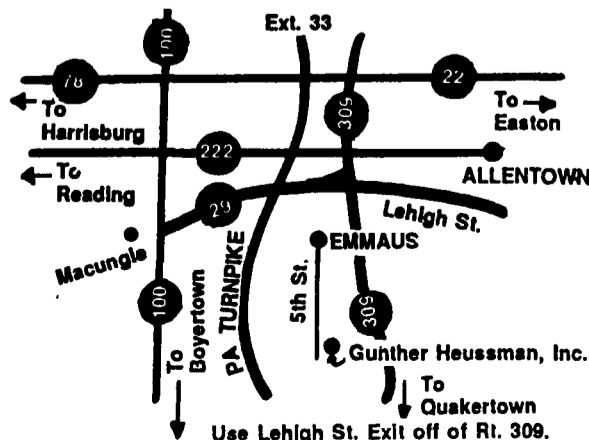 Ext. 33
100
78
22
To
Harrisburg
309
To
Easton
222
To
Reading
ALLENTOWN
29
Lehigh St.
Macungie
EMMAUS
PA TURNPIKE
5th St.
100
To
Boyertown
309
Gunther Heussman, Inc.
To
Quakertown
Use Lehigh St. Exit off of Rt. 309.